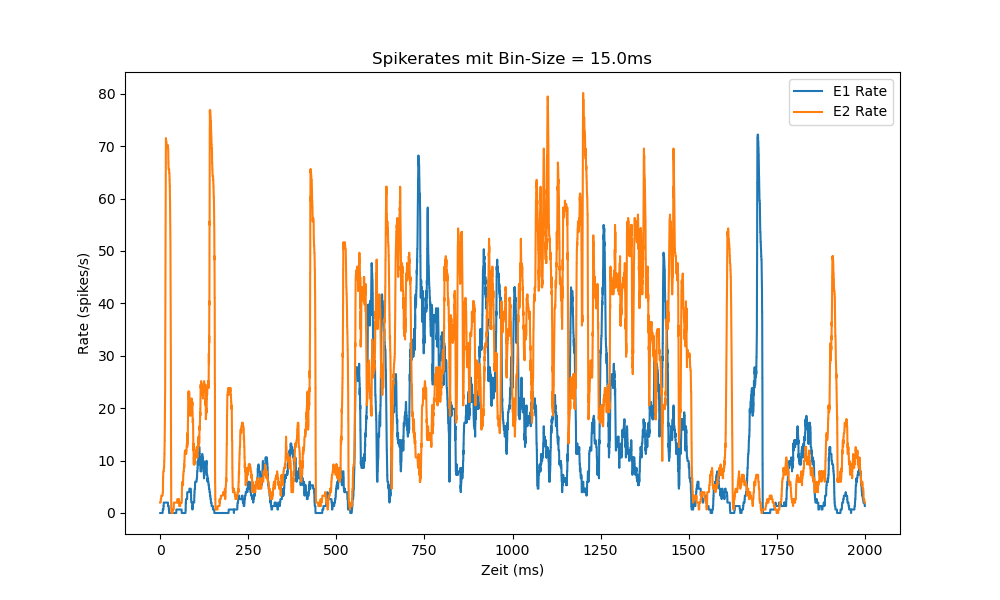 Spikerates mit Bin-Size = 15.0ms
E1 Rate
E2 Rate
80
70
60
50
40
30
20
10
0
Rate (spikes/s)
0 250 500 750 1000 1250 1500 1750 2000
Zeit (ms)